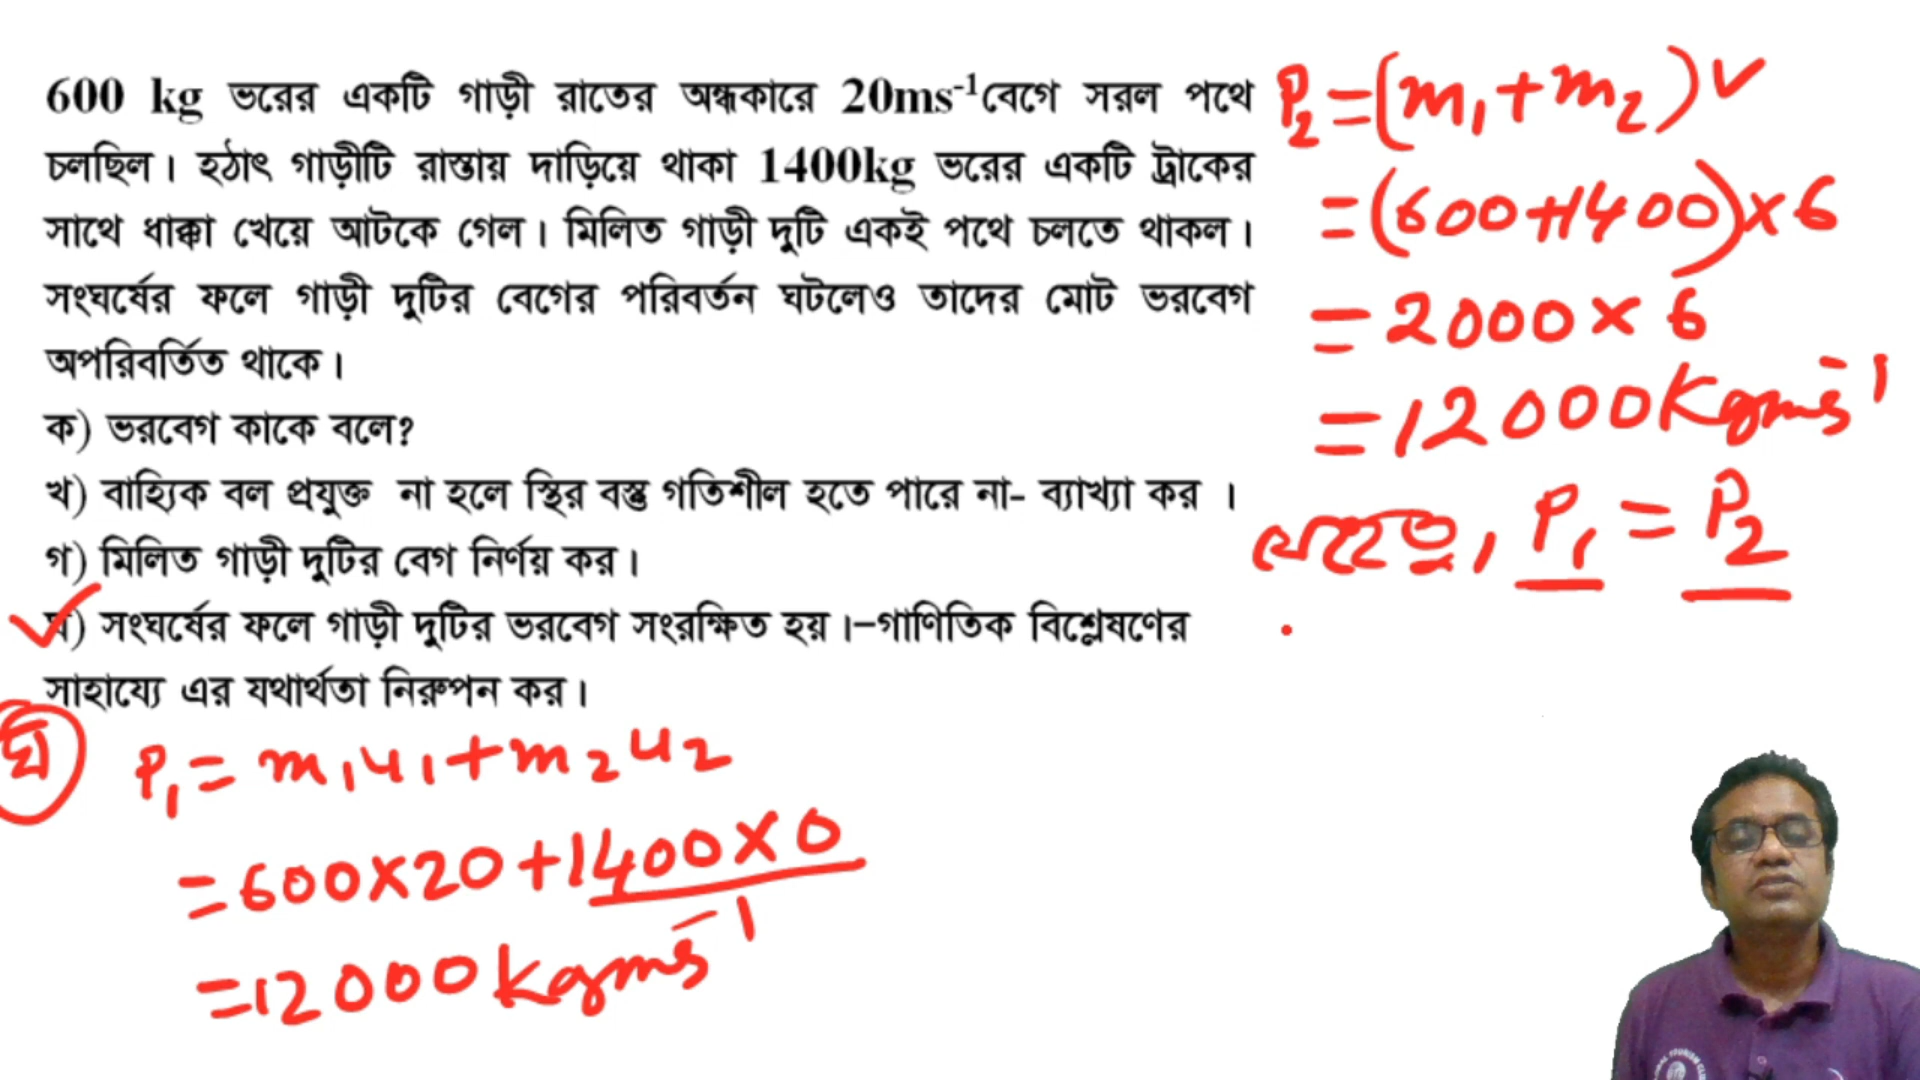 600 kg ভরের একটি গাড়ী রাতের অন্ধকারে 20ms⁻¹বেগে সরল পথে
চলছিল। হঠাৎ গাড়ীটি রাস্তায় দাড়িয়ে থাকা 1400kg ভরের একটি ট্রাকের
সাথে ধাক্কা খেয়ে আটকে গেল। মিলিত গাড়ী দুটি একই পথে চলতে থাকল।
সংঘর্ষের ফলে গাড়ী দুটির বেগের পরিবর্তন ঘটলেও তাদের মোট ভরবেগ
অপরিবর্তিত থাকে।
ক) ভরবেগ কাকে বলে?
খ) বাহ্যিক বল প্রযুক্ত না হলে স্থির বস্তু গতিশীল হতে পারে না- ব্যাখ্যা কর ।
গ) মিলিত গাড়ী দুটির বেগ নির্ণয় কর।
ঘ) সংঘর্ষের ফলে গাড়ী দুটির ভরবেগ সংরক্ষিত হয়।–গাণিতিক বিশ্লেষণের
সাহায্যে এর যথার্থতা নিরুপন কর।
ঘ P₁ = m₁u₁+m₂u₂
=600×20+1400×0
=12000kgms⁻¹
P₂=(m₁+m₂)v
=(600+1400)×6
=2000×6
=12000kgms⁻¹
যেহেতু, P₁ = P₂